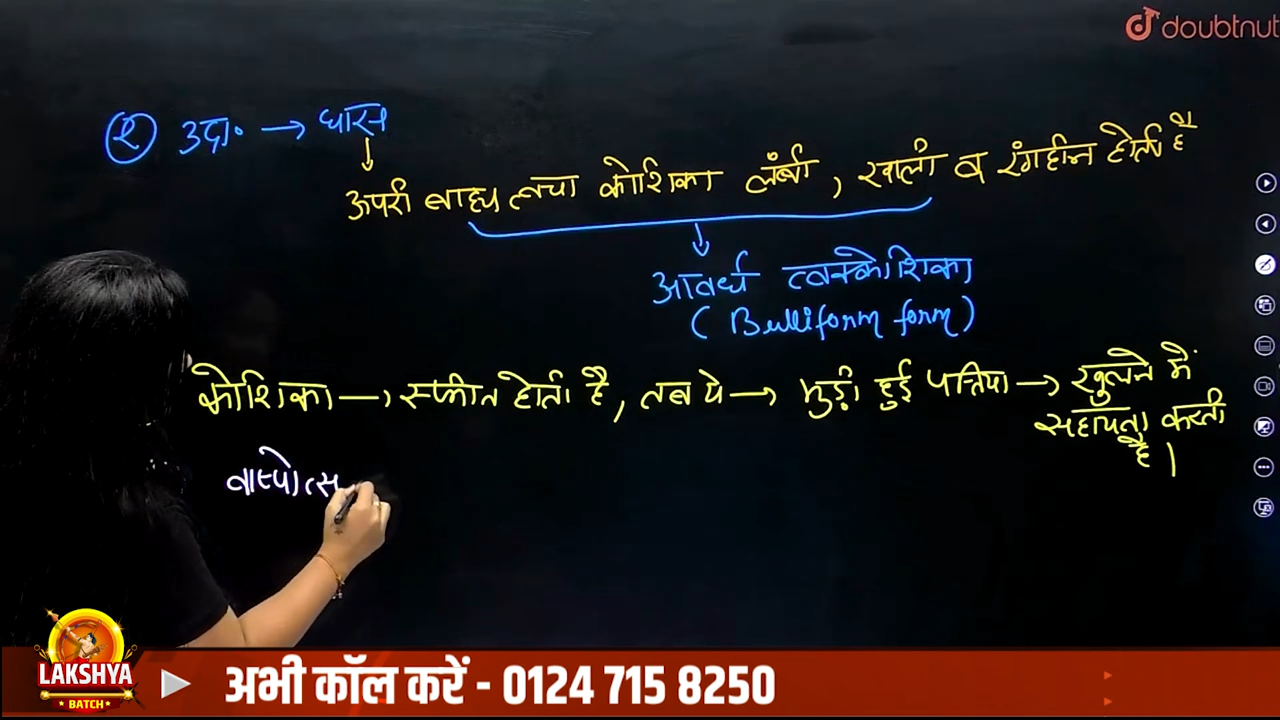 doubtnut
② उदा० → घास
↓
ऊपरी बाह्य त्वचा कोशिका लंबी, खाली व रंगहीन होती है
↓
आवर्ध त्वक्कोशिका
( Bulliform form )
कोशिका → स्फीत होती है, तब ये → मुड़ी हुई पत्तिया → खुलने में
सहायता करती
है।
वाष्पोत्स
LAKSHYA
BATCH
अभी कॉल करें - 0124 715 8250